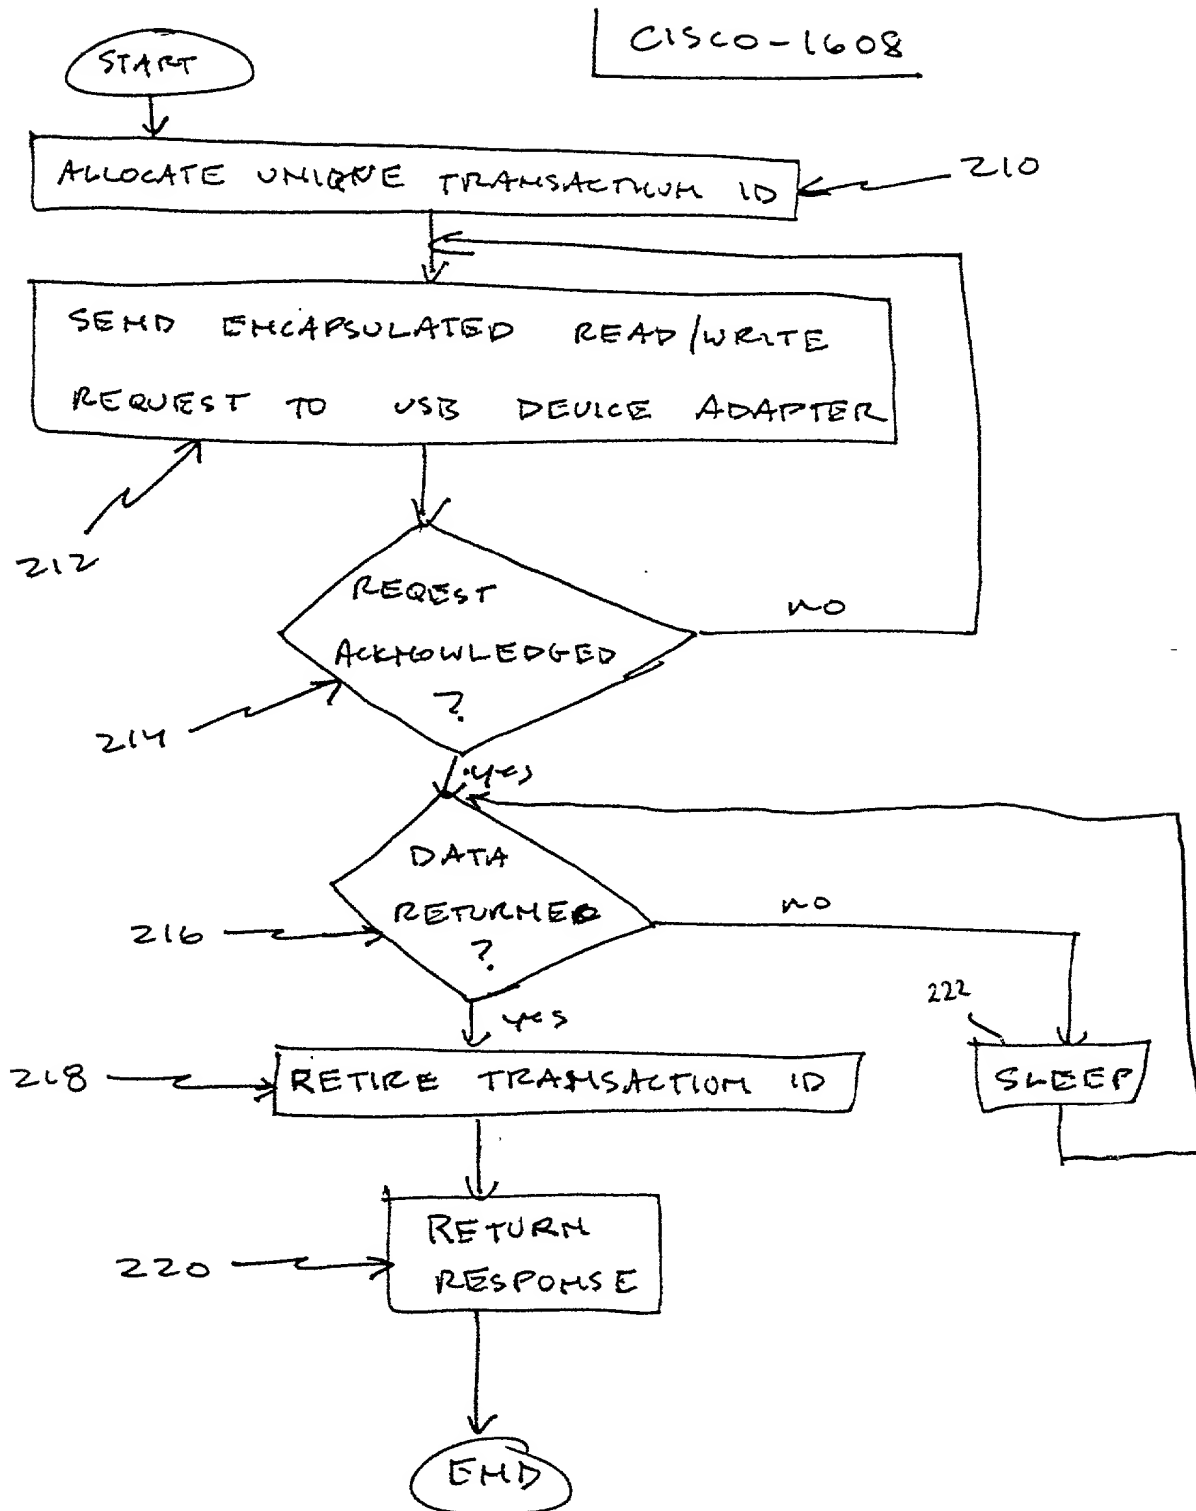 CISCO-1608
START
ALLOCATE UNIQUE TRANSACTION ID
210
SEND ENCAPSULATED READ/WRITE
REQUEST TO USB DEVICE ADAPTER
212
REQEST
ACKNOWLEDGED
?
no
214
yes
DATA
RETURNED
?
no
216
yes
222
SLEEP
218
RETIRE TRANSACTION ID
RETURN
RESPONSE
220
END